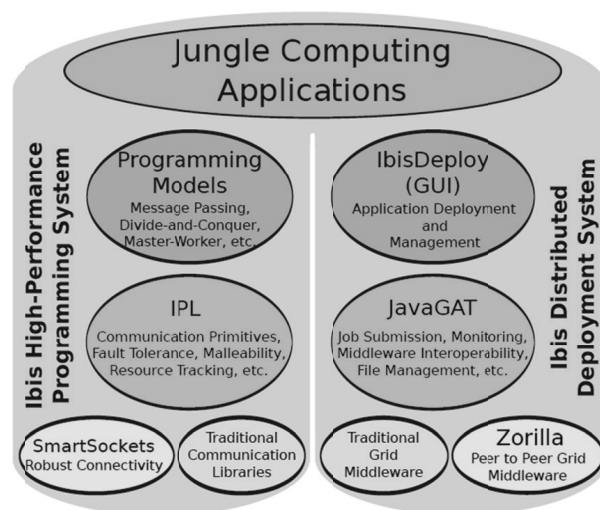 Jungle Computing
Applications
Ibis High-Performance
Programming System
Programming
Models
Message Passing,
Divide-and-Conquer,
Master-Worker, etc.
IPL
Communication Primitives,
Fault Tolerance, Malleability,
Resource Tracking, etc.
SmartSockets
Robust Connectivity
Traditional
Communication
Libraries
IbisDeploy
(GUI)
Application Deployment
and
Management
JavaGAT
Job Submission, Monitoring,
Middleware Interoperability,
File Management, etc.
Traditional
Grid
Middleware
Zorilla
Peer to Peer Grid
Middleware
Ibis Distributed
Deployment System